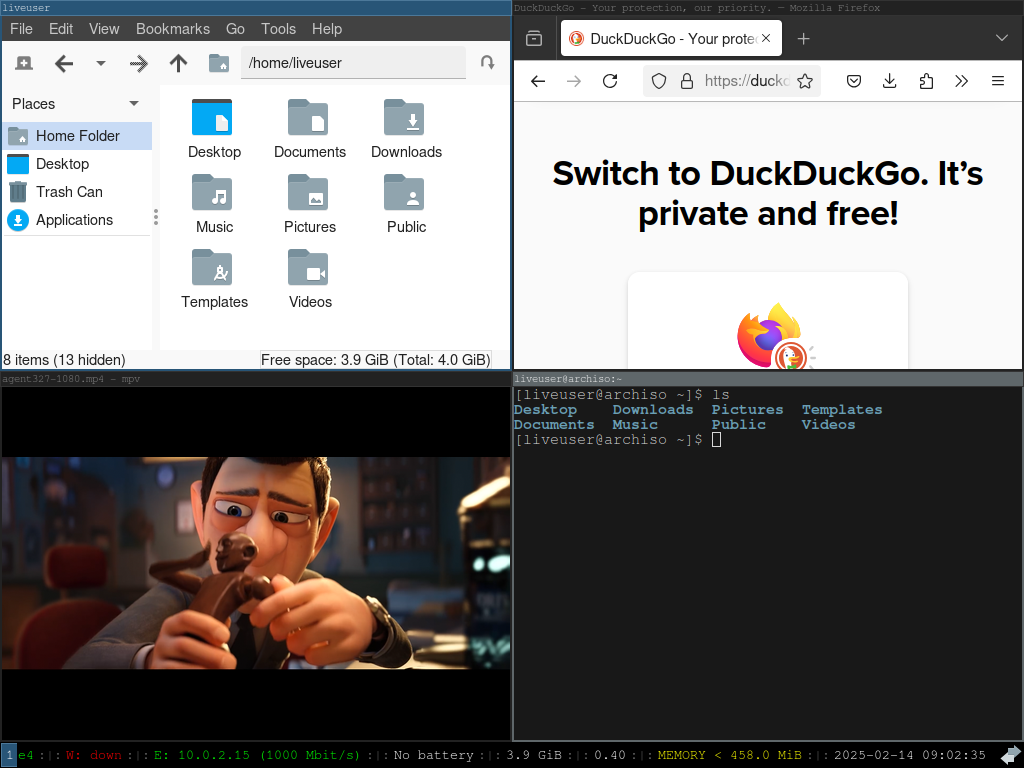 liveuser
File Edit View Bookmarks Go Tools Help
/home/liveuser
Places
Home Folder
Desktop
Trash Can
Applications
Desktop Documents Downloads
Music Pictures Public
Templates Videos
8 items (13 hidden) Free space: 3.9 GiB (Total: 4.0 GiB)
DuckDuckGo - Your protection, our priority. — Mozilla Firefox
DuckDuckGo - Your prote
https://duckd
Switch to DuckDuckGo. It’s
private and free!
agent327-1080.mp4 - mpv
liveuser@archiso:~
[liveuser@archiso ~]$ ls
Desktop Downloads Pictures Templates
Documents Music Public Videos
[liveuser@archiso ~]$
1 e4 :|: W: down :|: E: 10.0.2.15 (1000 Mbit/s) :|: No battery :|: 3.9 GiB :|: 0.40 :|: MEMORY < 458.0 MiB :|: 2025-02-14 09:02:35